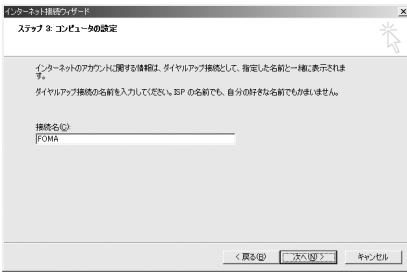 インターネット接続ウィザード
ステップ 3: コンピュータの設定
インターネットのアカウントに関する情報は、ダイヤルアップ接続として、指定した名前と一緒に表示されま
す。
ダイヤルアップ接続の名前を入力してください。ISP の名前でも、自分の好きな名前でもかまいません。
接続名(C)
FOMA
< 戻る(B)
次へ(N) >
キャンセル